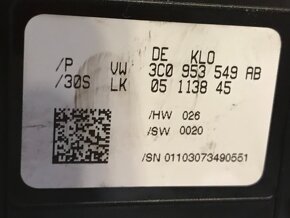 DE KLO
/P VW 3C0 953 549 AB
/30S LK 05 1138 45
/HW 026
/SW 0020
/SN 01103073490551